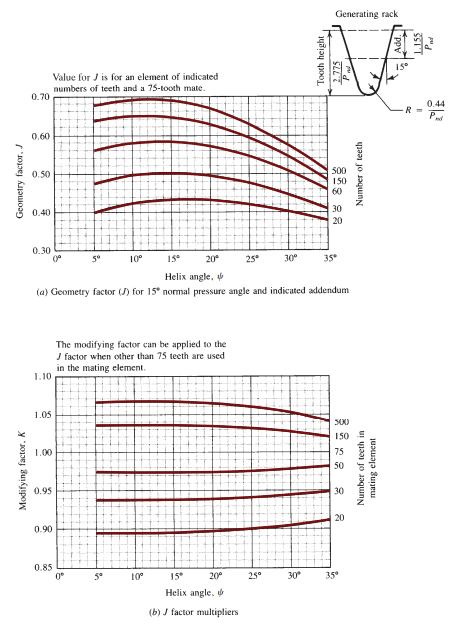 Generating rack
Tooth height
2.775
P_nd
Add.
1.155
P_nd
15°
R = 0.44
P_nd
Value for J is for an element of indicated
numbers of teeth and a 75-tooth mate.
0.70
0.60
0.50
0.40
0.30
Geometry factor, J
500
150
60
30
20
Number of teeth
0° 5° 10° 15° 20° 25° 30° 35°
Helix angle, ψ
(a) Geometry factor (J) for 15° normal pressure angle and indicated addendum
The modifying factor can be applied to the
J factor when other than 75 teeth are used
in the mating element.
1.10
1.05
1.00
0.95
0.90
0.85
Modifying factor, K
500
150
75
50
30
20
Number of teeth in
mating element
0° 5° 10° 15° 20° 25° 30° 35°
Helix angle, ψ
(b) J factor multipliers